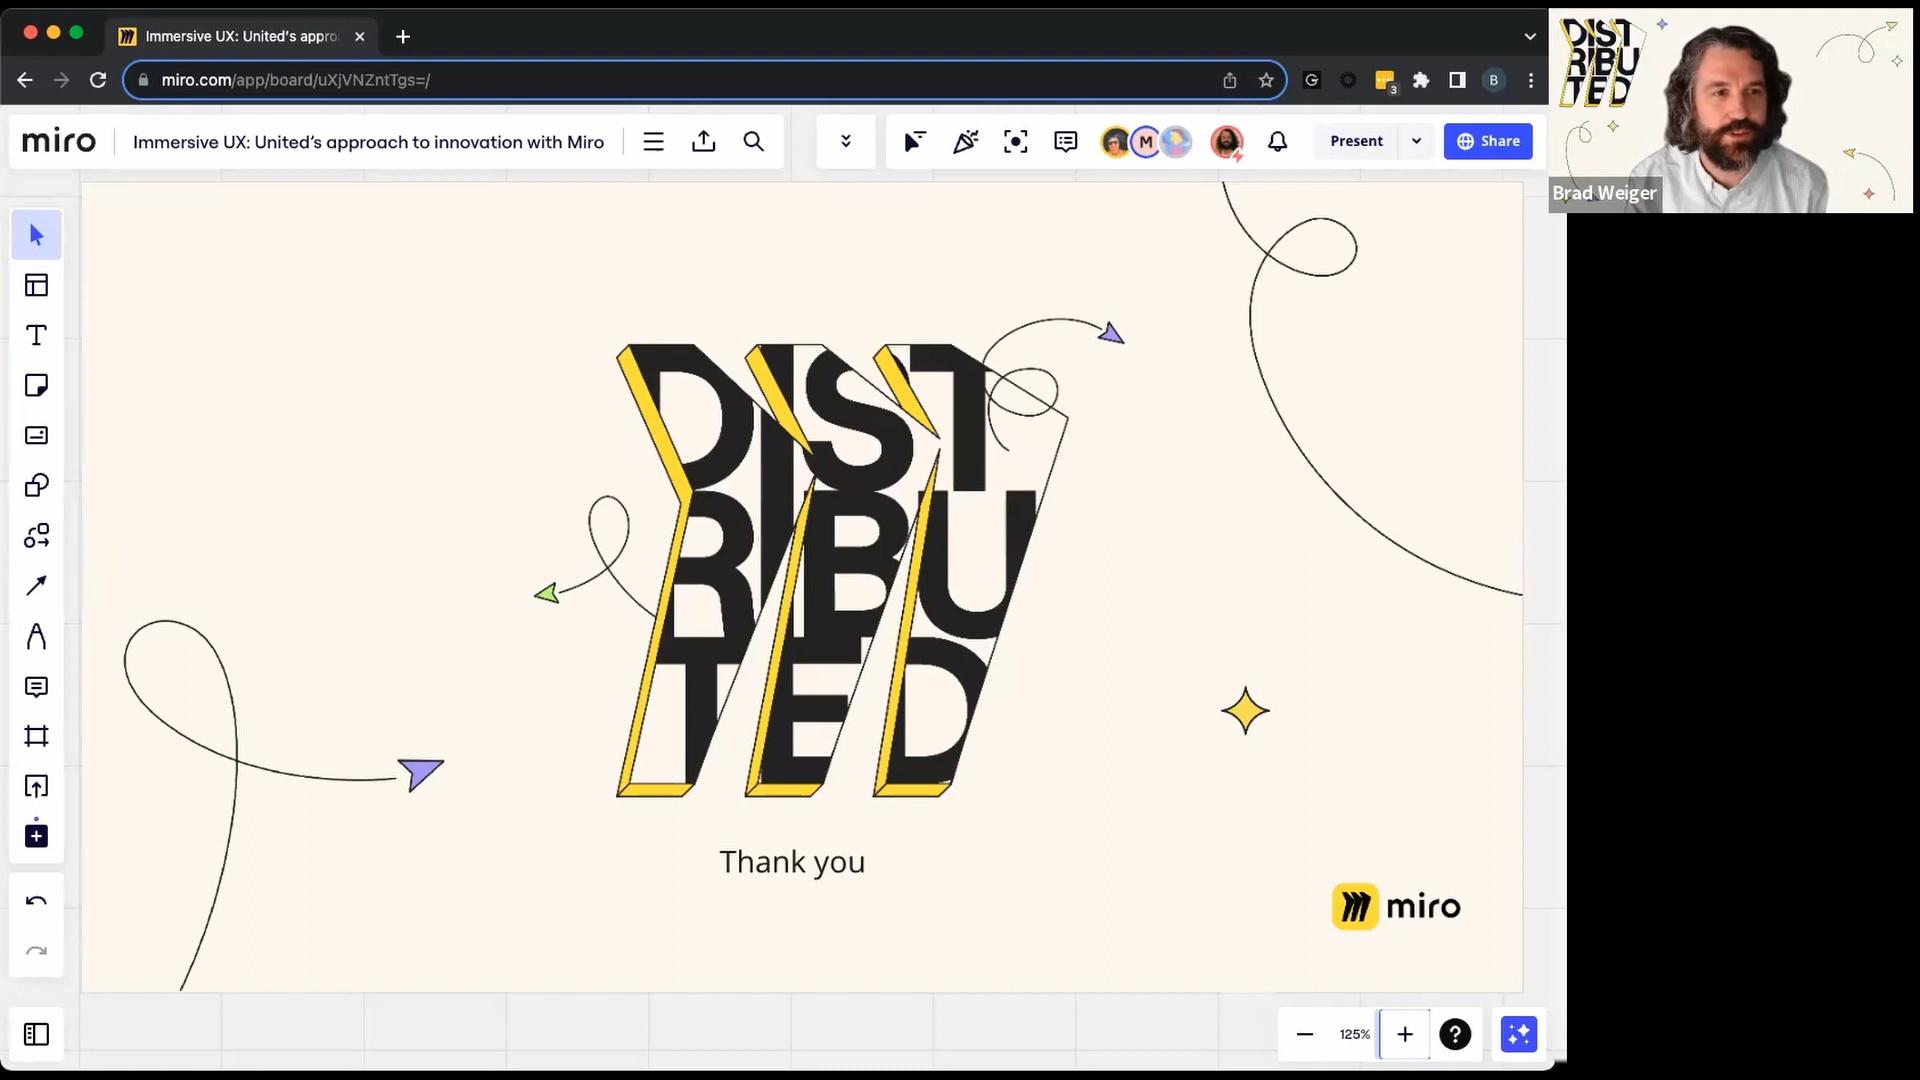 Immersive UX: United's appro
miro.com/app/board/uXjVNZntTgs=/
G
3
B
miro
Immersive UX: United's approach to innovation with Miro
M
Present
Share
DIST
RIBU
TED
Brad Weiger
T
DIST
RIBU
TED
Thank you
miro
125%
?